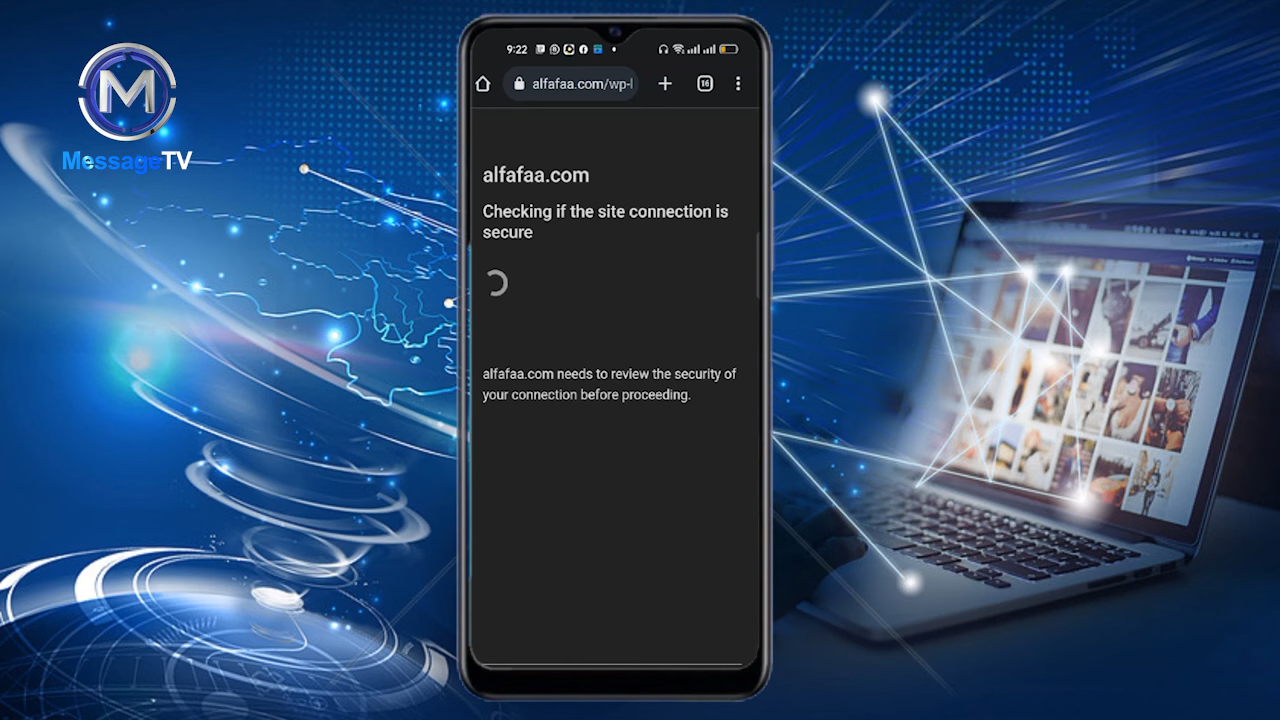 M
MessageTV
9:22
alfafaa.com/wp-l
16
alfafaa.com
Checking if the site connection is
secure
alfafaa.com needs to review the security of
your connection before proceeding.